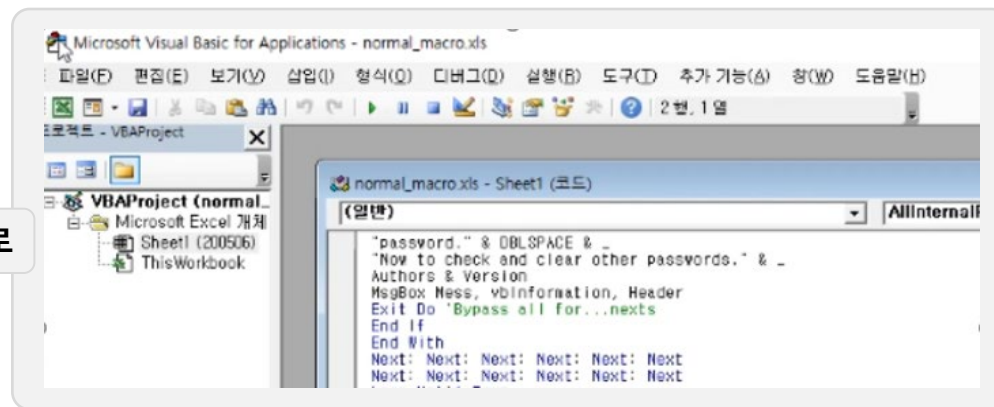 Microsoft Visual Basic for Applications - normal_macro.xls
파일(F) 편집(E) 보기(V) 삽입(I) 형식(O) 디버그(D) 실행(R) 도구(T) 추가 기능(A) 창(W) 도움말(H)
2 행, 1 열
프로젝트 - VBAProject
VBAProject (normal_
Microsoft Excel 개체
Sheet1 (200506)
ThisWorkbook
normal_macro.xls - Sheet1 (코드)
(일반)
"password." & DBLSPACE & _
"Now to check and clear other passwords." & _
Authors & Version
MsgBox Mess, vbInformation, Header
Exit Do 'Bypass all for...nexts
End If
End With
Next: Next: Next: Next: Next: Next
Next: Next: Next: Next: Next: Next